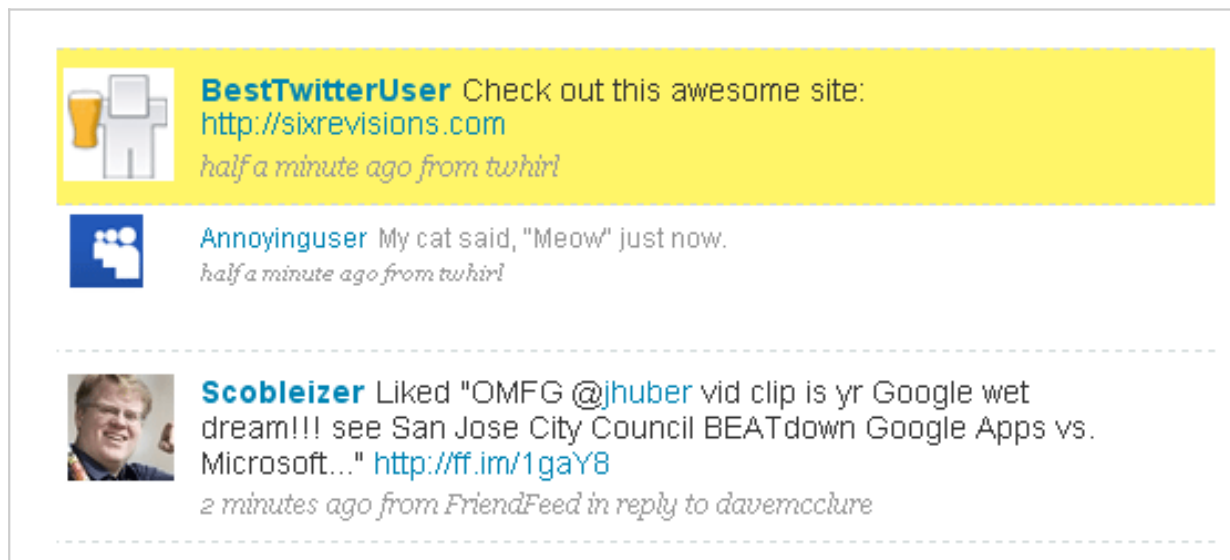 BestTwitterUser Check out this awesome site:
http://sixrevisions.com
half a minute ago from twhirl
Annoyinguser My cat said, "Meow" just now.
half a minute ago from twhirl
Scobleizer Liked "OMFG @jhuber vid clip is yr Google wet
dream!!! see San Jose City Council BEATdown Google Apps vs.
Microsoft..." http://ff.im/1gaY8
2 minutes ago from FriendFeed in reply to davemcclure